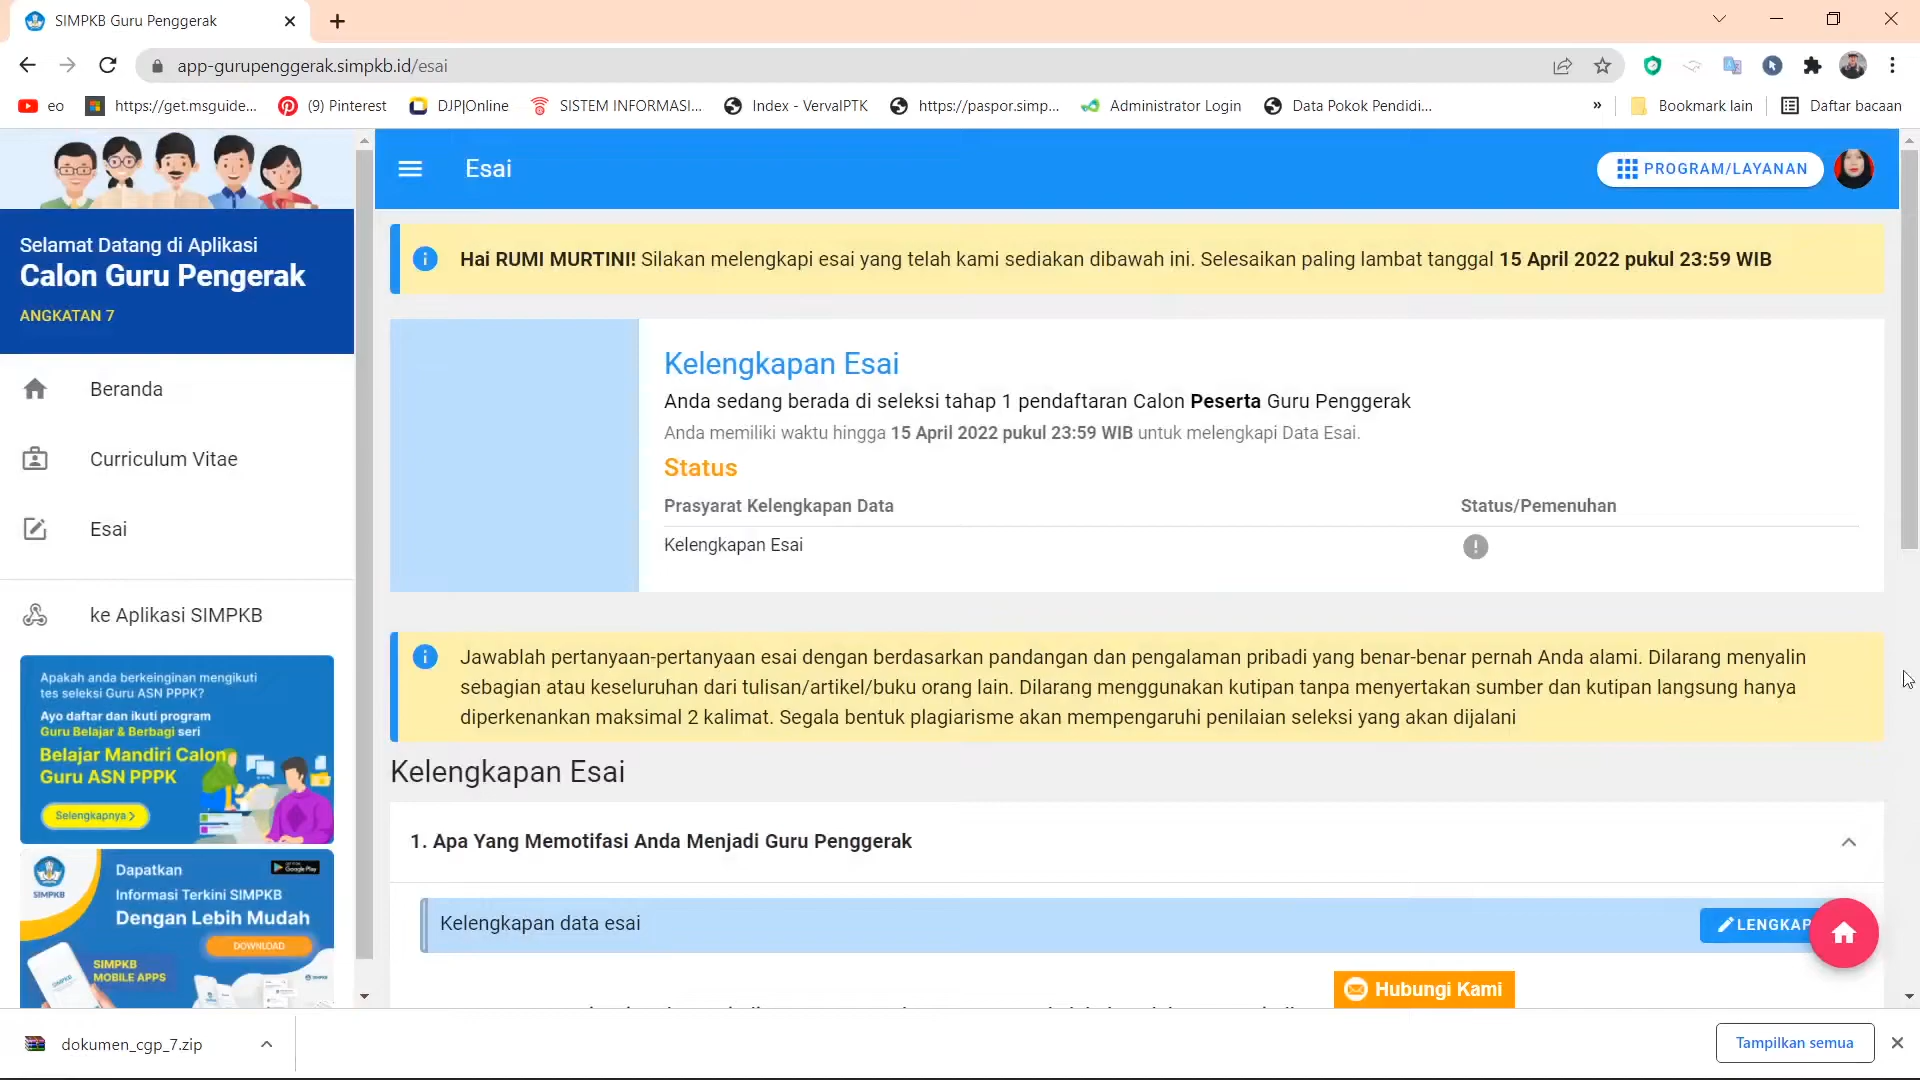 SIMPKB Guru Penggerak
app-gurupenggerak.simpkb.id/esai
eo
https://get.msguide...
(9) Pinterest
DJP|Online
SISTEM INFORMASI...
Index - VervalPTK
https://paspor.simp...
Administrator Login
Data Pokok Pendidi...
»
Bookmark lain
Daftar bacaan
Selamat Datang di Aplikasi
Calon Guru Pengerak
ANGKATAN 7
Beranda
Curriculum Vitae
Esai
ke Aplikasi SIMPKB
Apakah anda berkeinginan mengikuti
tes seleksi Guru ASN PPPK?
Ayo daftar dan ikuti program
Guru Belajar & Berbagi seri
Belajar Mandiri Calon
Guru ASN PPPK
Selengkapnya >
SIMPKB
Dapatkan
Google Play
Informasi Terkini SIMPKB
Dengan Lebih Mudah
DOWNLOAD
SIMPKB
MOBILE APPS
Esai
PROGRAM/LAYANAN
Hai RUMI MURTINI! Silakan melengkapi esai yang telah kami sediakan dibawah ini. Selesaikan paling lambat tanggal 15 April 2022 pukul 23:59 WIB
Kelengkapan Esai
Anda sedang berada di seleksi tahap 1 pendaftaran Calon Peserta Guru Penggerak
Anda memiliki waktu hingga 15 April 2022 pukul 23:59 WIB untuk melengkapi Data Esai.
Status
Prasyarat Kelengkapan Data
Status/Pemenuhan
Kelengkapan Esai
Jawablah pertanyaan-pertanyaan esai dengan berdasarkan pandangan dan pengalaman pribadi yang benar-benar pernah Anda alami. Dilarang menyalin
sebagian atau keseluruhan dari tulisan/artikel/buku orang lain. Dilarang menggunakan kutipan tanpa menyertakan sumber dan kutipan langsung hanya
diperkenankan maksimal 2 kalimat. Segala bentuk plagiarisme akan mempengaruhi penilaian seleksi yang akan dijalani
Kelengkapan Esai
1. Apa Yang Memotifasi Anda Menjadi Guru Penggerak
Kelengkapan data esai
LENGKAP
Hubungi Kami
dokumen_cgp_7.zip
Tampilkan semua